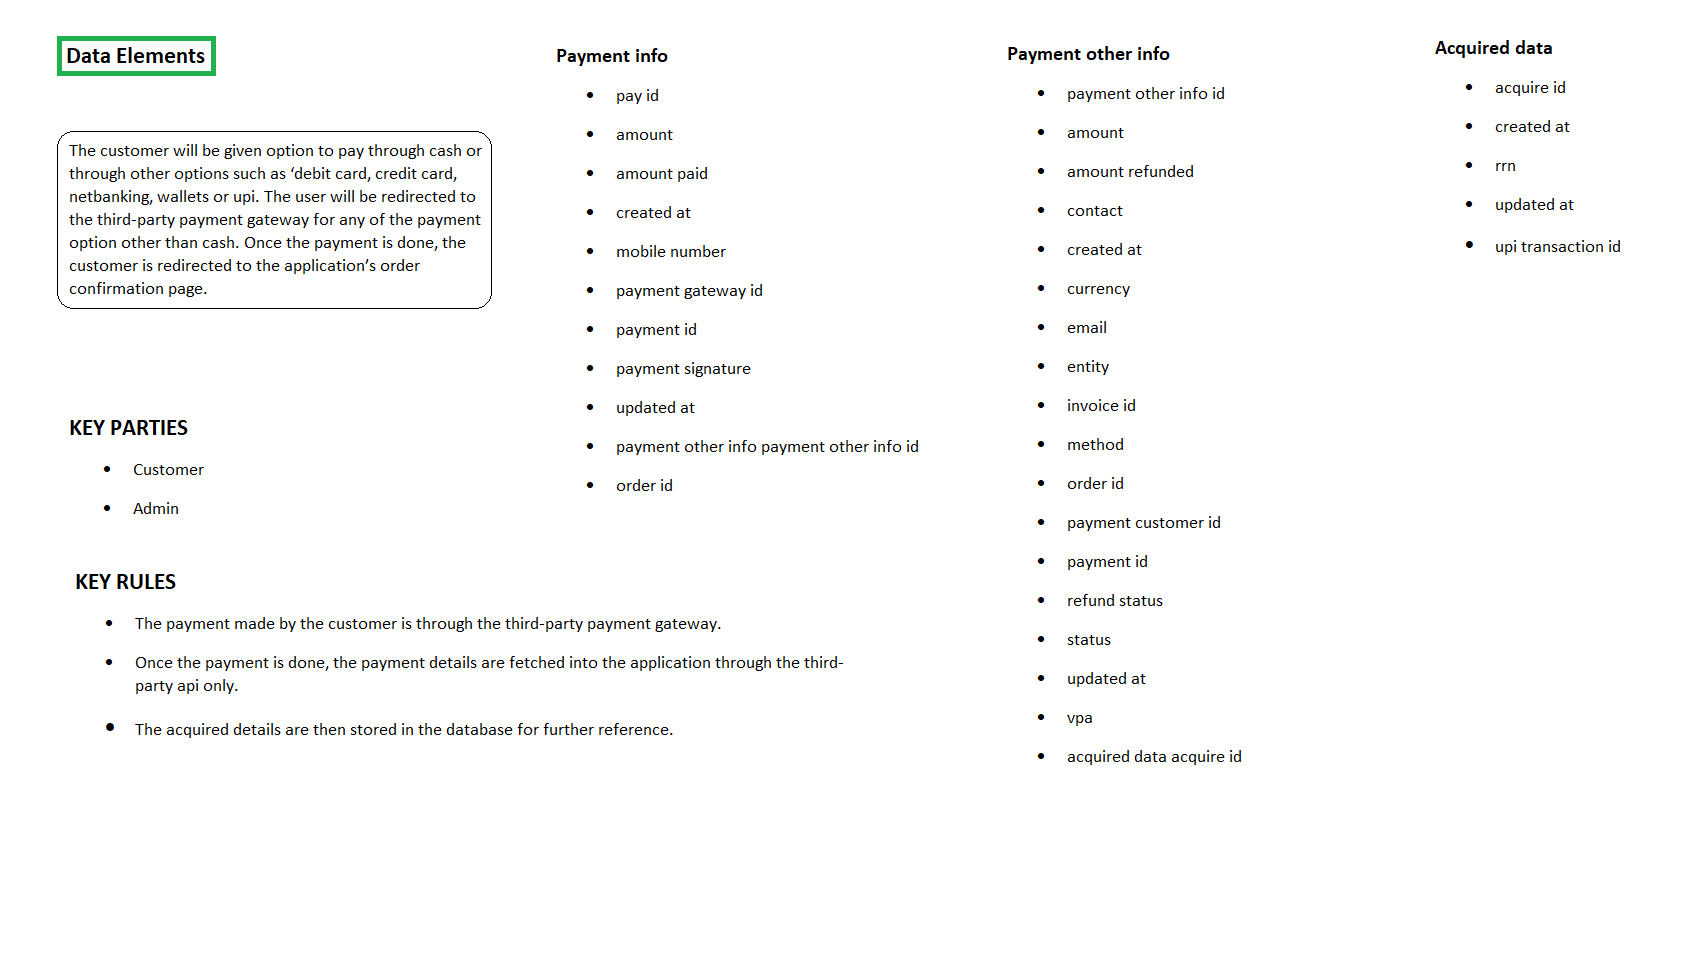 Data Elements
The customer will be given option to pay through cash or
through other options such as ‘debit card, credit card,
netbanking, wallets or upi. The user will be redirected to
the third-party payment gateway for any of the payment
option other than cash. Once the payment is done, the
customer is redirected to the application’s order
confirmation page.
KEY PARTIES
• Customer
• Admin
KEY RULES
• The payment made by the customer is through the third-party payment gateway.
• Once the payment is done, the payment details are fetched into the application through the third-
party api only.
• The acquired details are then stored in the database for further reference.
Payment info
• pay id
• amount
• amount paid
• created at
• mobile number
• payment gateway id
• payment id
• payment signature
• updated at
• payment other info payment other info id
• order id
Payment other info
• payment other info id
• amount
• amount refunded
• contact
• created at
• currency
• email
• entity
• invoice id
• method
• order id
• payment customer id
• payment id
• refund status
• status
• updated at
• vpa
• acquired data acquire id
Acquired data
• acquire id
• created at
• rrn
• updated at
• upi transaction id